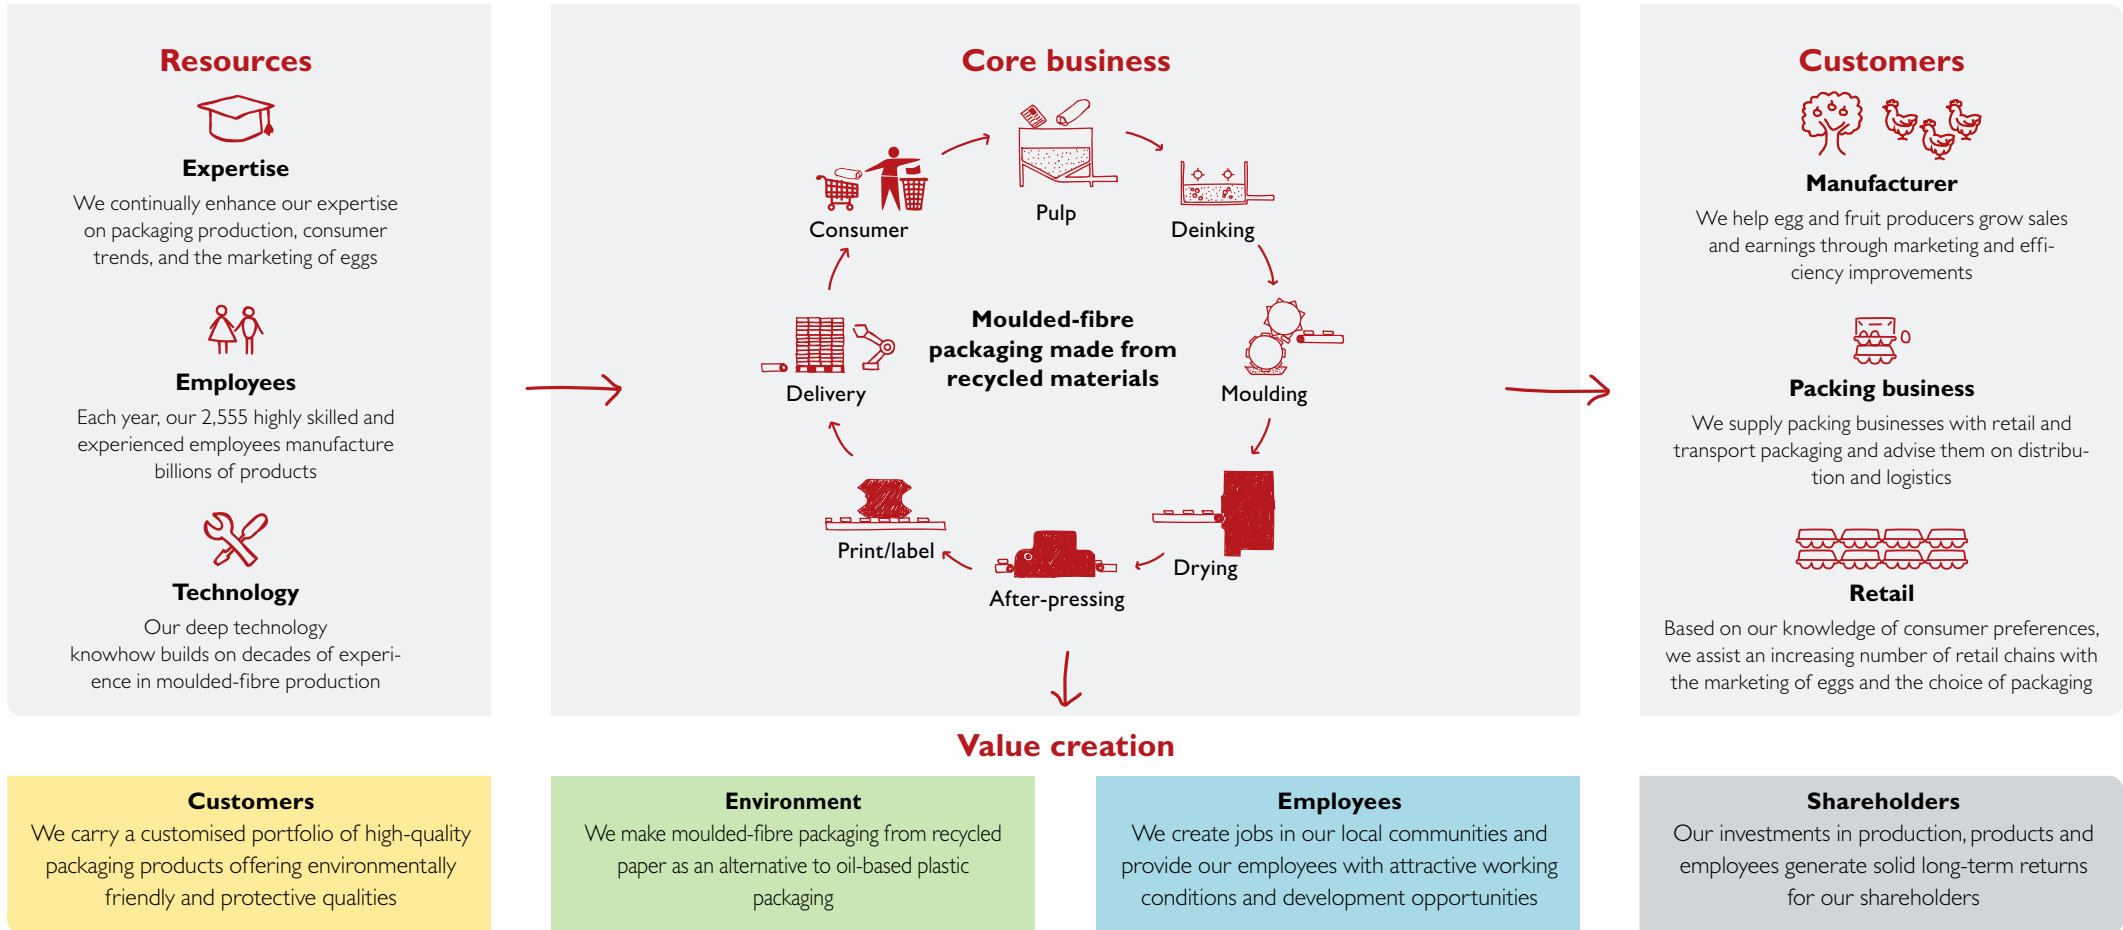 Resources
Expertise
We continually enhance our expertise
on packaging production, consumer
trends, and the marketing of eggs
Employees
Each year, our 2,555 highly skilled and
experienced employees manufacture
billions of products
Technology
Our deep technology
knowhow builds on decades of experi-
ence in moulded-fibre production
Core business
Pulp
Deinking
Moulding
Drying
After-pressing
Print/label
Delivery
Consumer
Moulded-fibre
packaging made from
recycled materials
Customers
Manufacturer
We help egg and fruit producers grow sales
and earnings through marketing and effi-
ciency improvements
Packing business
We supply packing businesses with retail and
transport packaging and advise them on distribu-
tion and logistics
Retail
Based on our knowledge of consumer preferences,
we assist an increasing number of retail chains with
the marketing of eggs and the choice of packaging
Value creation
Customers
We carry a customised portfolio of high-quality
packaging products offering environmentally
friendly and protective qualities
Environment
We make moulded-fibre packaging from recycled
paper as an alternative to oil-based plastic
packaging
Employees
We create jobs in our local communities and
provide our employees with attractive working
conditions and development opportunities
Shareholders
Our investments in production, products and
employees generate solid long-term returns
for our shareholders